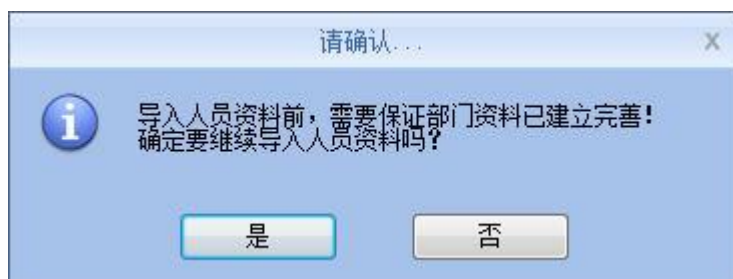 请确认...
X
导入人员资料前，需要保证部门资料已建立完善！
确定要继续导入人员资料吗？
是
否